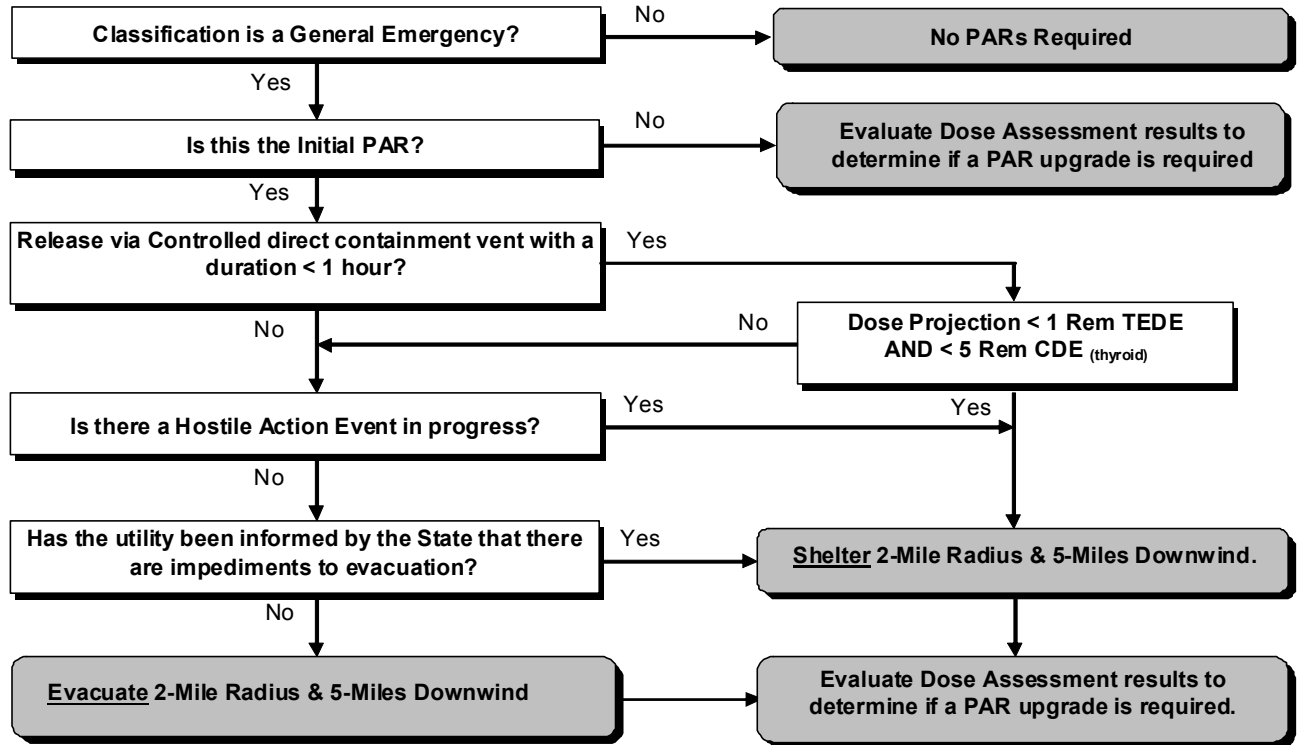 Classification is a General Emergency?
No
No PARs Required
Yes
Is this the Initial PAR?
No
Evaluate Dose Assessment results to
determine if a PAR upgrade is required
Yes
Release via Controlled direct containment vent with a
duration < 1 hour?
Yes
No
Dose Projection < 1 Rem TEDE
AND < 5 Rem CDE (thyroid)
No
Yes
Is there a Hostile Action Event in progress?
Yes
No
Has the utility been informed by the State that there
are impediments to evacuation?
Yes
Shelter 2-Mile Radius & 5-Miles Downwind.
No
Evacuate 2-Mile Radius & 5-Miles Downwind
Evaluate Dose Assessment results to
determine if a PAR upgrade is required.